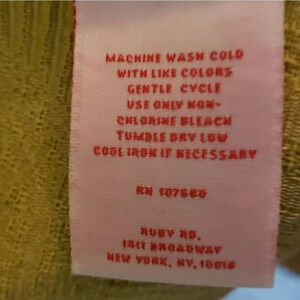 MACHINE WASH COLD
WITH LIKE COLORS
GENTLE CYCLE
USE ONLY NON-
CHLORINE BLEACH
TUMBLE DRY LOW
COOL IRON IF NECESSARY
RN 107560
RUBY RD.
1411 BROADWAY
NEW YORK, NY, 10018